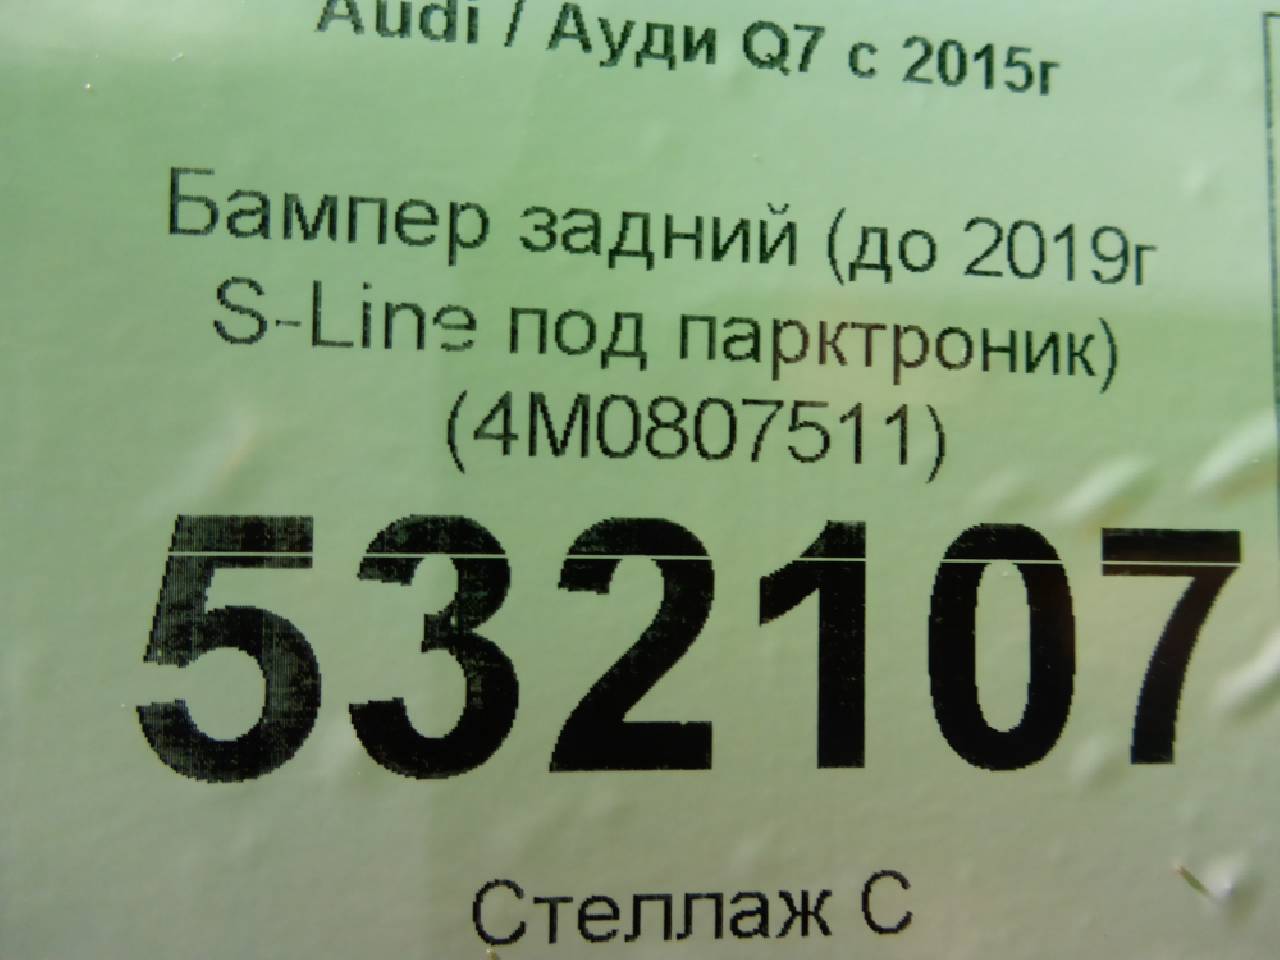 Audi / Ауди Q7 с 2015г
Бампер задний (до 2019г
S-Line под парктроник)
(4M0807511)
532107
Стеллаж С